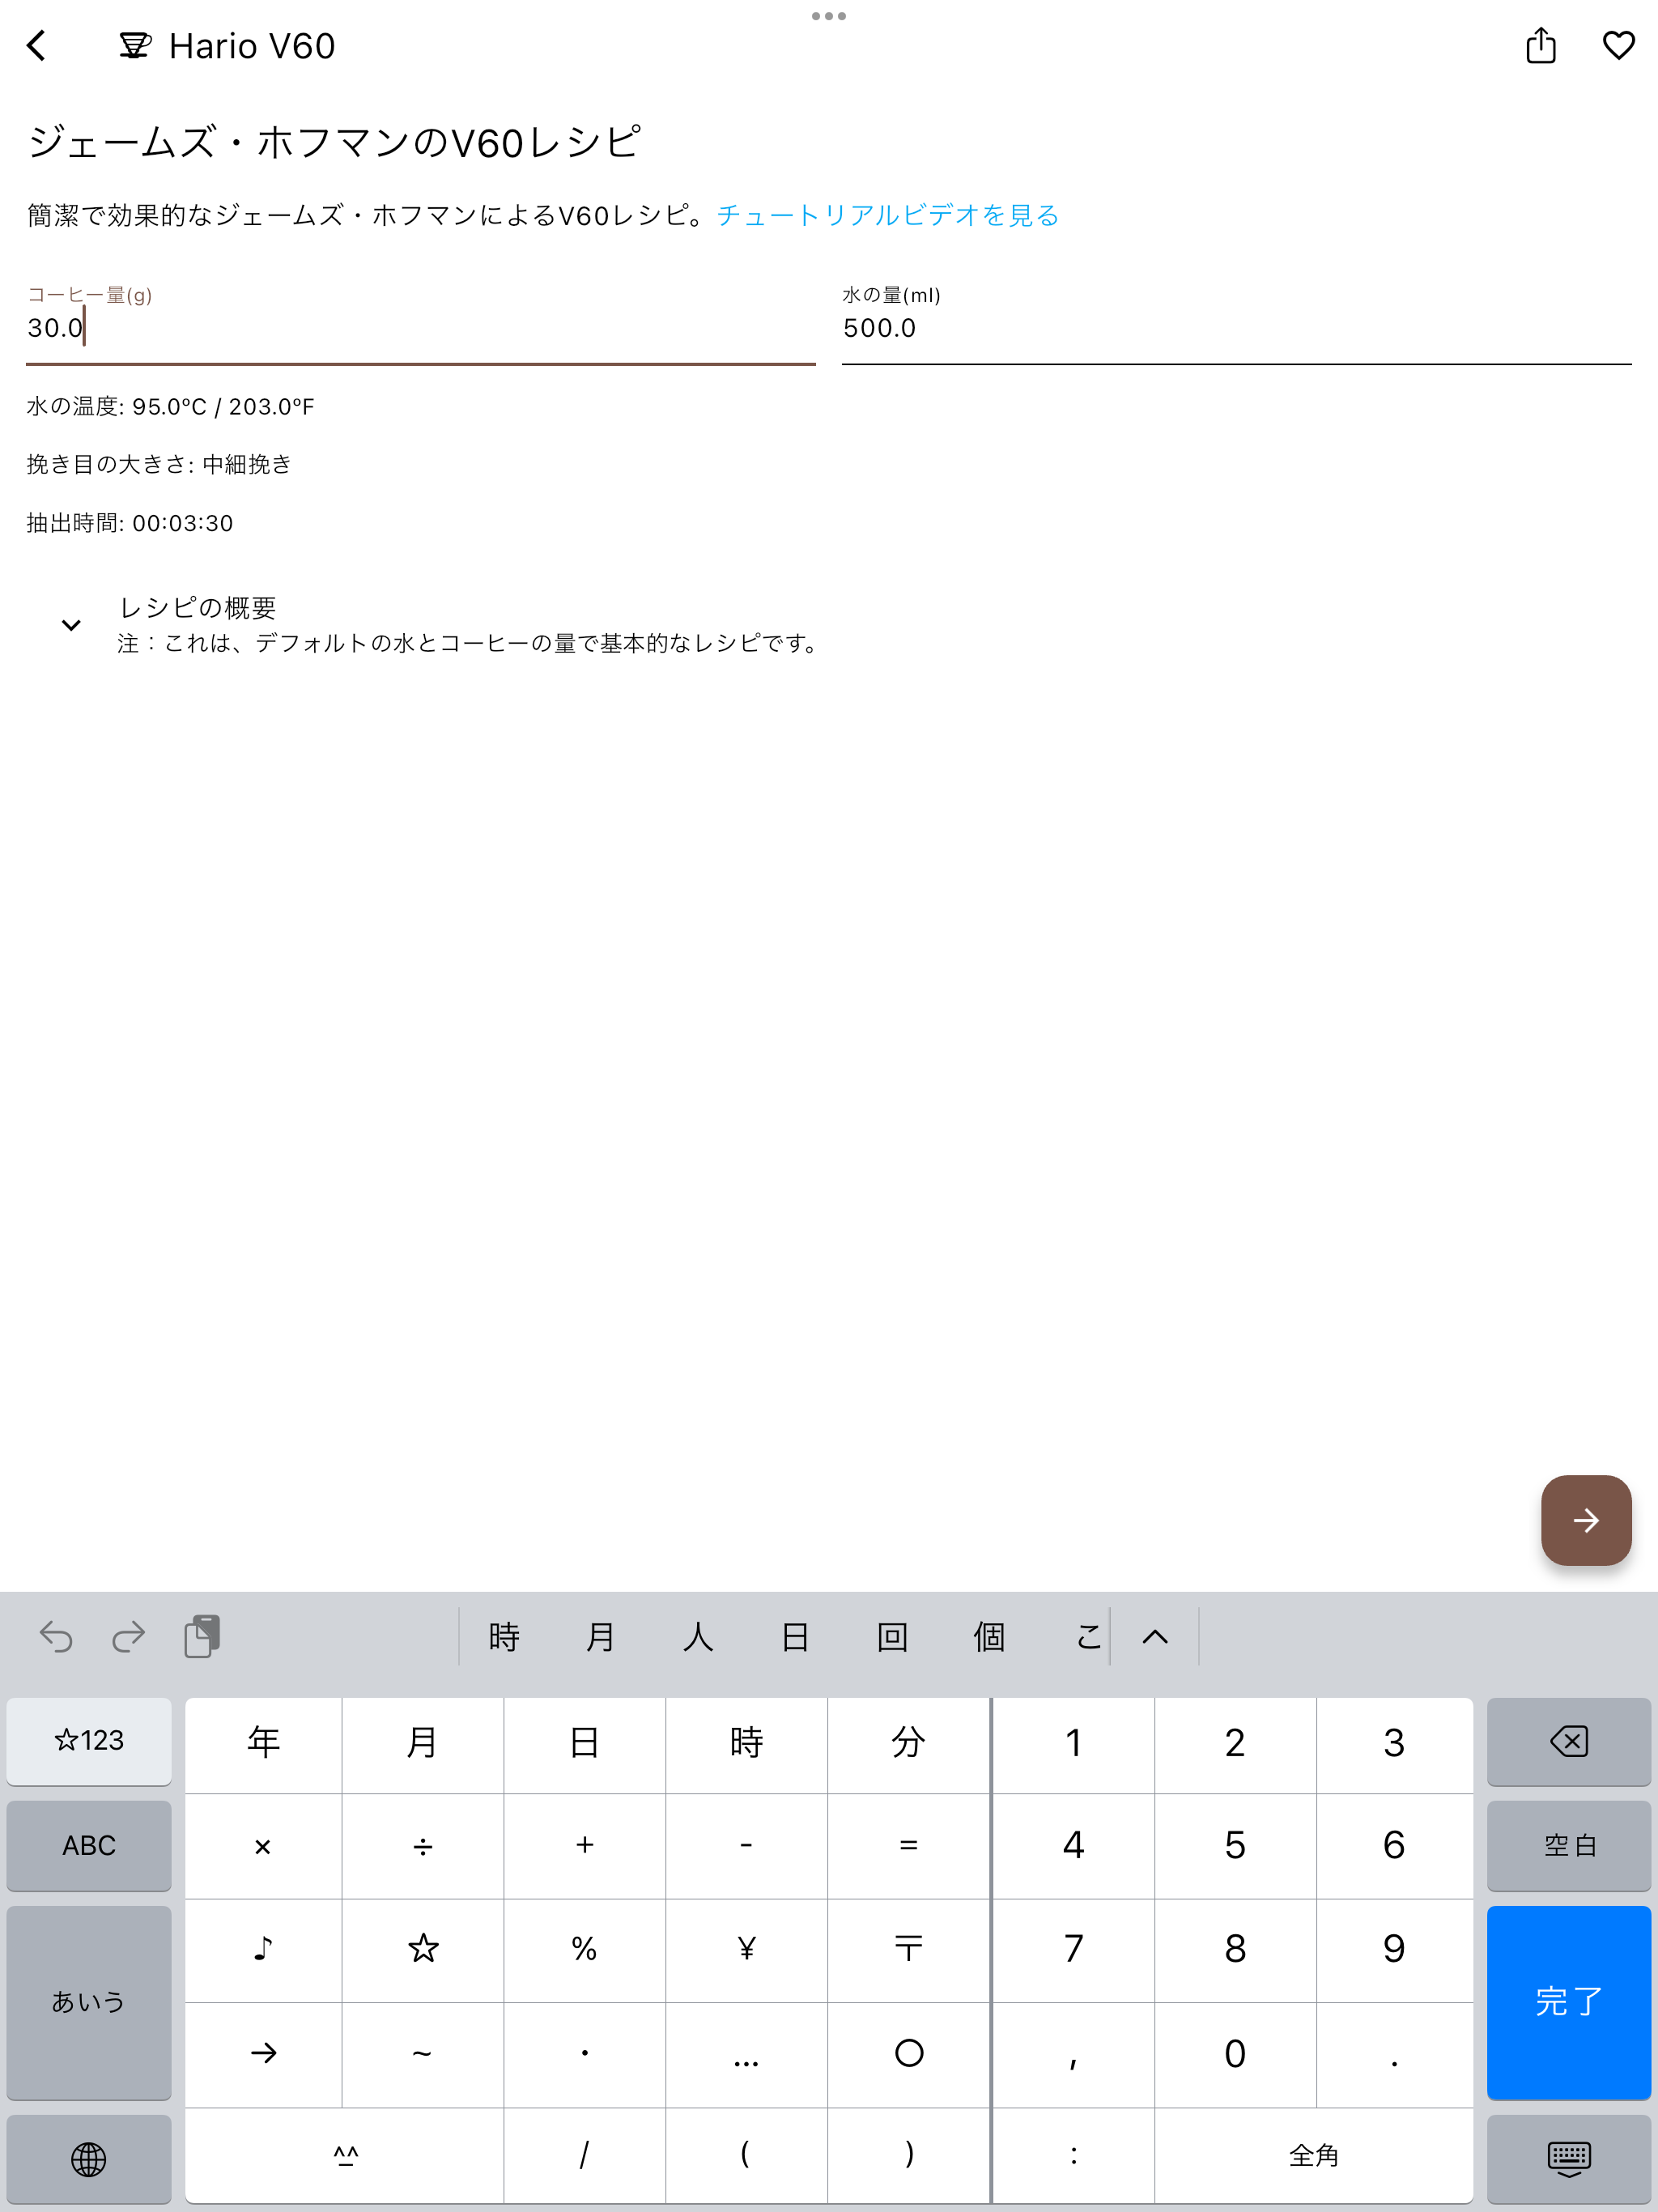 Hario V60
ジェームズ・ホフマンのV60レシピ
簡潔で効果的なジェームズ・ホフマンによるV60レシピ。チュートリアルビデオを見る
コーヒー量(g)
30.0
水の量(ml)
500.0
水の温度: 95.0ºC / 203.0ºF
挽き目の大きさ: 中細挽き
抽出時間: 00:03:30
レシピの概要
注：これは、デフォルトの水とコーヒーの量で基本的なレシピです。
時 月 人 日 回 個 こ
☆123 年 月 日 時 分 1 2 3
ABC × ÷ + - = 4 5 6 空白
あいう ♪ ☆ % ¥ 〒 7 8 9 完了
→ ~ ・ … ○ , 0 .
^_^ / ( ) : 全角